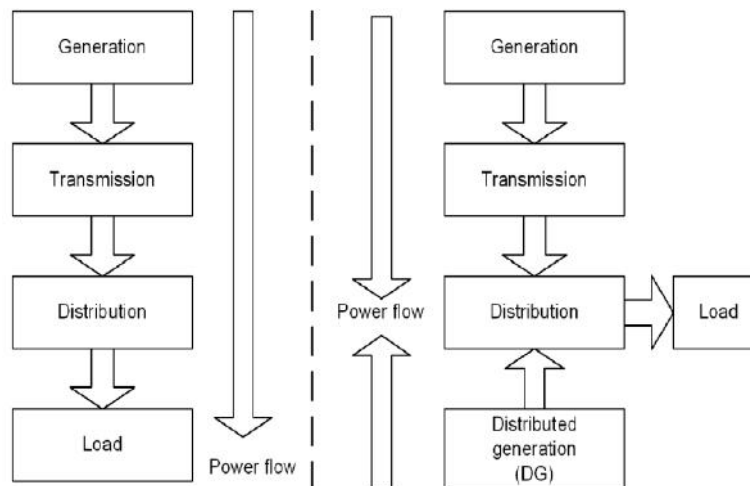 Generation
Transmission
Distribution
Load
Power flow
Generation
Transmission
Power flow
Distribution
Load
Distributed
generation
(DG)